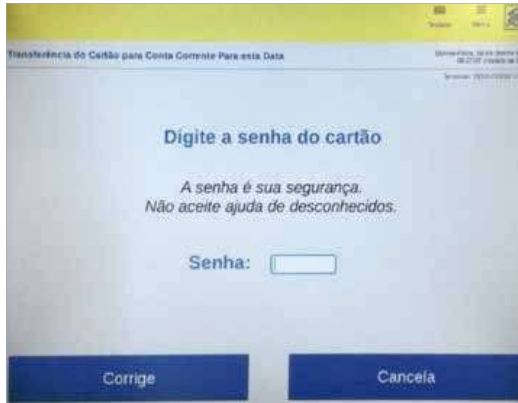 Transferência do Cartão para Conta Corrente Para esta Data
Digite a senha do cartão
A senha é sua segurança.
Não aceite ajuda de desconhecidos.
Senha:
Corrige
Cancela